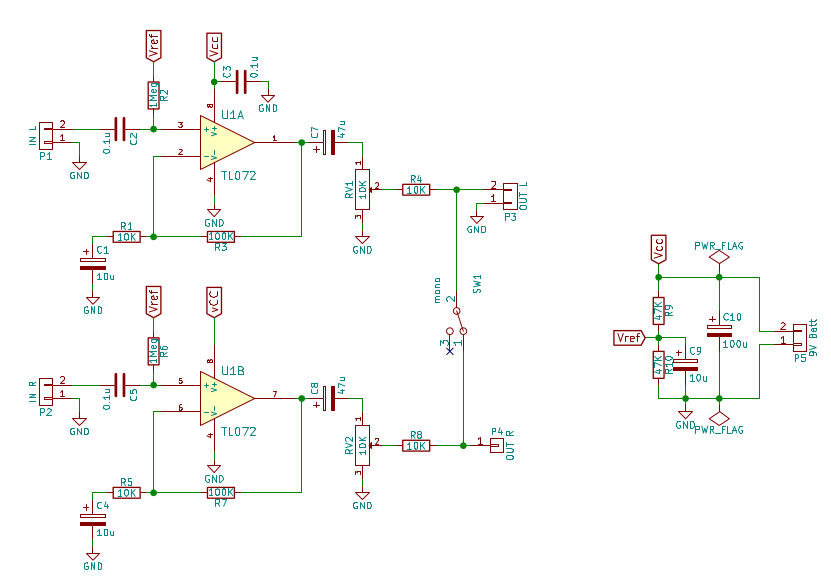 Vref
Vcc
1Meg
R2
C3
0.1u
GND
8
U1A
IN L
2
1
P1
GND
0.1u
C2
3
+
V+
2
-
V-
1
4
TL072
GND
C7
47u
+
1
RV1
10K
2
3
GND
R4
10K
2
1
OUT L
P3
GND
R1
10K
100K
R3
C1
+
10u
GND
mono
2
SW1
3
1
Vcc
PWR_FLAG
47K
R9
Vref
47K
R10
+
C9
10u
+
C10
100u
2
1
9V Batt
P5
GND
PWR_FLAG
Vref
vCC
1Meg
R6
8
U1B
IN R
2
1
P2
GND
0.1u
C5
5
+
V+
6
-
V-
7
4
TL072
GND
C8
47u
+
1
RV2
10K
2
3
GND
R8
10K
P4
1
OUT R
R5
10K
100K
R7
C4
+
10u
GND